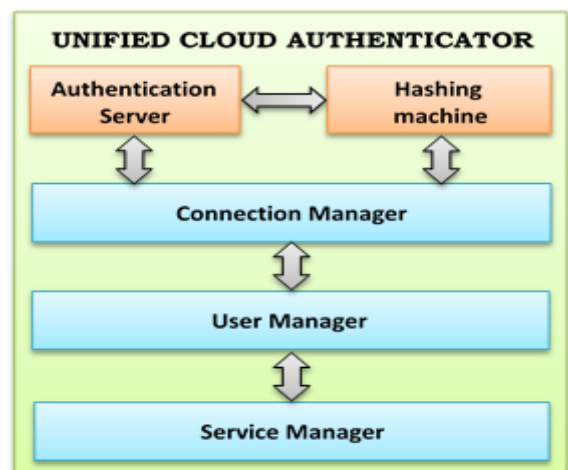 UNIFIED CLOUD AUTHENTICATOR
Authentication
Server
Hashing
machine
Connection Manager
User Manager
Service Manager